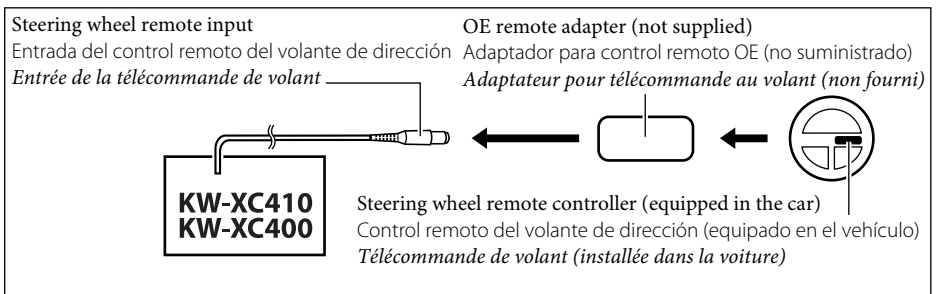 Steering wheel remote input
Entrada del control remoto del volante de dirección
Entrée de la télécommande de volant
OE remote adapter (not supplied)
Adaptador para control remoto OE (no suministrado)
Adaptateur pour télécommande au volant (non fourni)
KW-XC410
KW-XC400
Steering wheel remote controller (equipped in the car)
Control remoto del volante de dirección (equipado en el vehículo)
Télécommande de volant (installée dans la voiture)